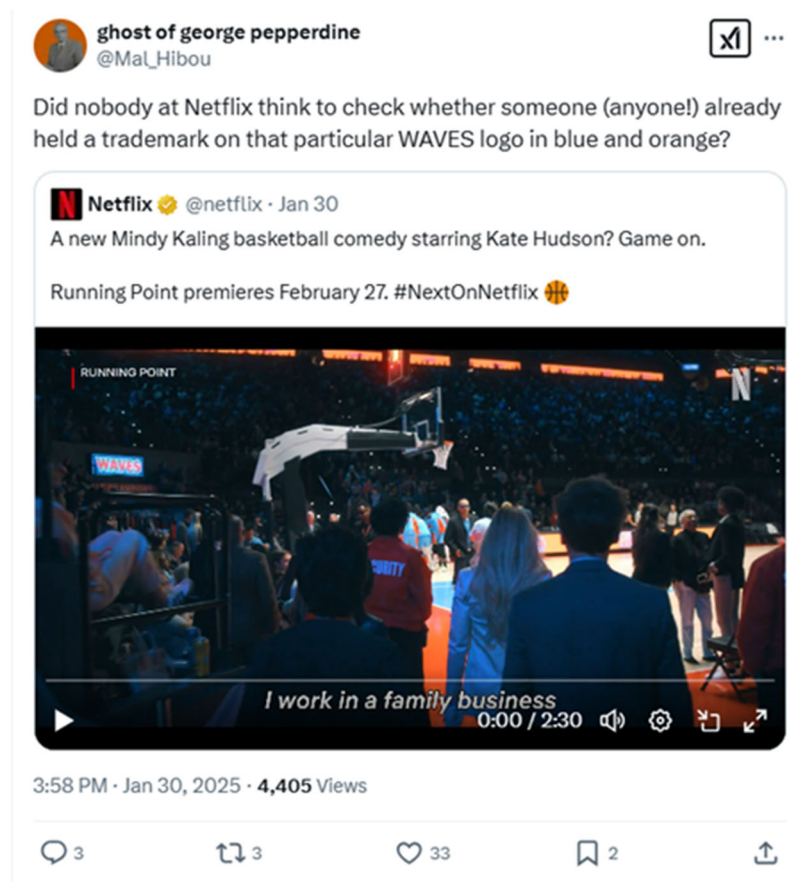 ghost of george pepperdine
@Mal_Hibou
Did nobody at Netflix think to check whether someone (anyone!) already
held a trademark on that particular WAVES logo in blue and orange?
N Netflix @netflix · Jan 30
A new Mindy Kaling basketball comedy starring Kate Hudson? Game on.
Running Point premieres February 27. #NextOnNetflix
RUNNING POINT
N
WAVES
URITY
I work in a family business
0:00 / 2:30
3:58 PM · Jan 30, 2025 · 4,405 Views
3 3 33 2